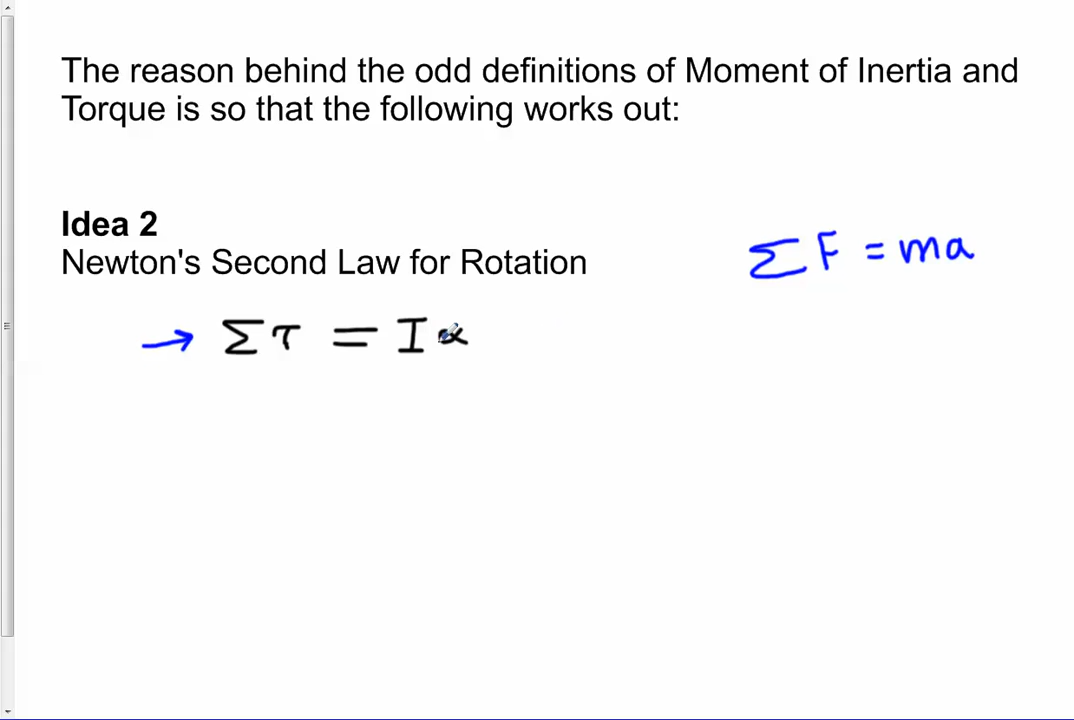 The reason behind the odd definitions of Moment of Inertia and
Torque is so that the following works out:
Idea 2
Newton's Second Law for Rotation
ΣF = ma
→ Στ = Iα